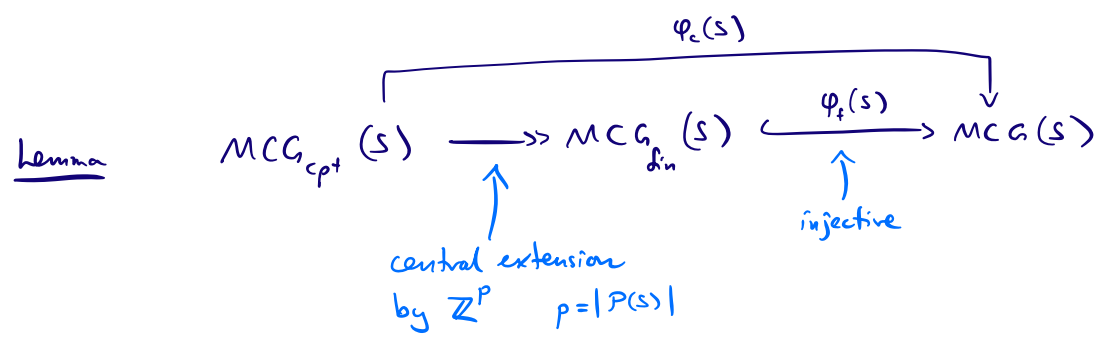 φ_c(S)
Lemma MCG_cpt(S) ↠ MCG_fin(S) ↪ MCG(S)
φ_f(S)
injective
central extension
by ℤ^p p=|P(S)|